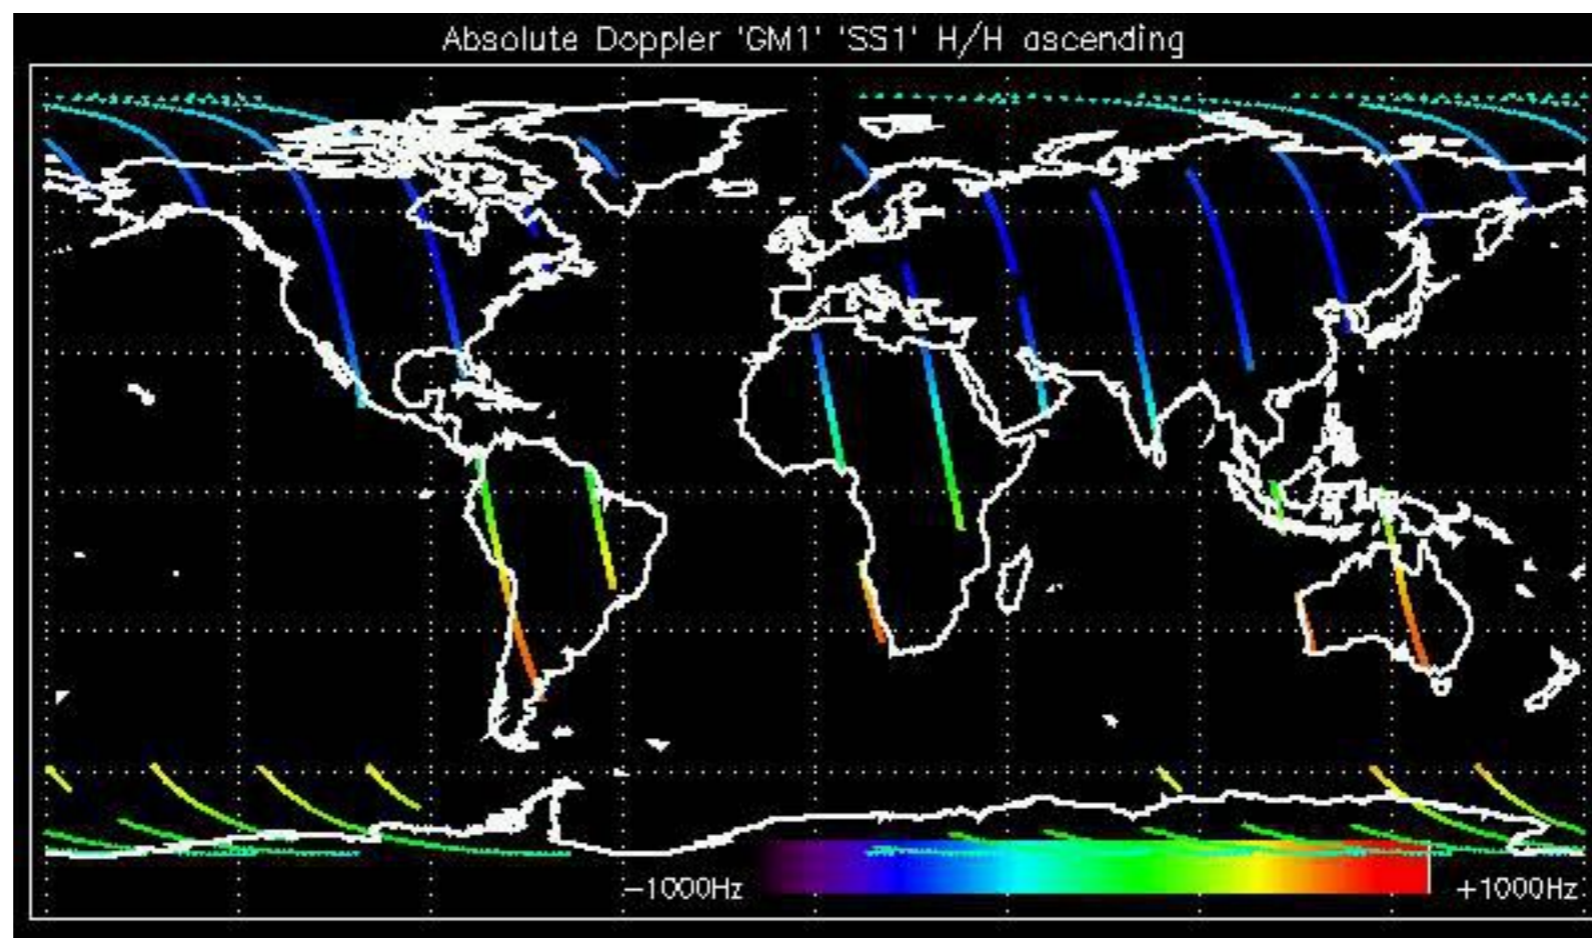 Absolute Doppler 'GM1' 'SS1' H/H ascending
−1000Hz
+1000Hz